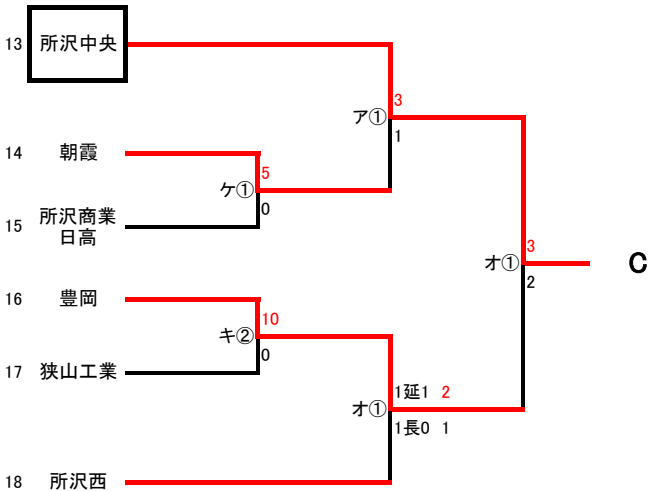 13 所沢中央
3
ア①
1
14 朝霞
5
ケ①
0
15 所沢商業
日高
3
オ①
2
C
16 豊岡
10
キ②
0
17 狭山工業
1延1 2
オ①
1長0 1
18 所沢西